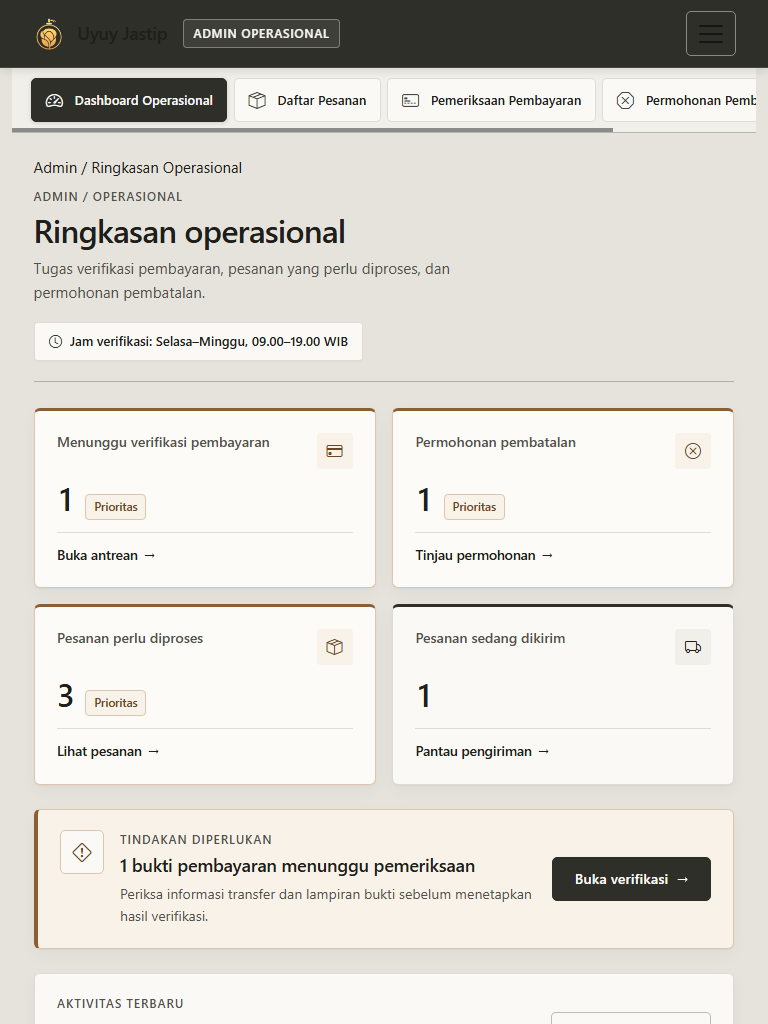 Uyuy Jastip
ADMIN OPERASIONAL
Dashboard Operasional
Daftar Pesanan
Pemeriksaan Pembayaran
Permohonan Pemb
Admin / Ringkasan Operasional
ADMIN / OPERASIONAL
Ringkasan operasional
Tugas verifikasi pembayaran, pesanan yang perlu diproses, dan
permohonan pembatalan.
Jam verifikasi: Selasa–Minggu, 09.00–19.00 WIB
Menunggu verifikasi pembayaran
1 Prioritas
Buka antrean →
Permohonan pembatalan
1 Prioritas
Tinjau permohonan →
Pesanan perlu diproses
3 Prioritas
Lihat pesanan →
Pesanan sedang dikirim
1
Pantau pengiriman →
TINDAKAN DIPERLUKAN
1 bukti pembayaran menunggu pemeriksaan
Periksa informasi transfer dan lampiran bukti sebelum menetapkan
hasil verifikasi.
Buka verifikasi →
AKTIVITAS TERBARU